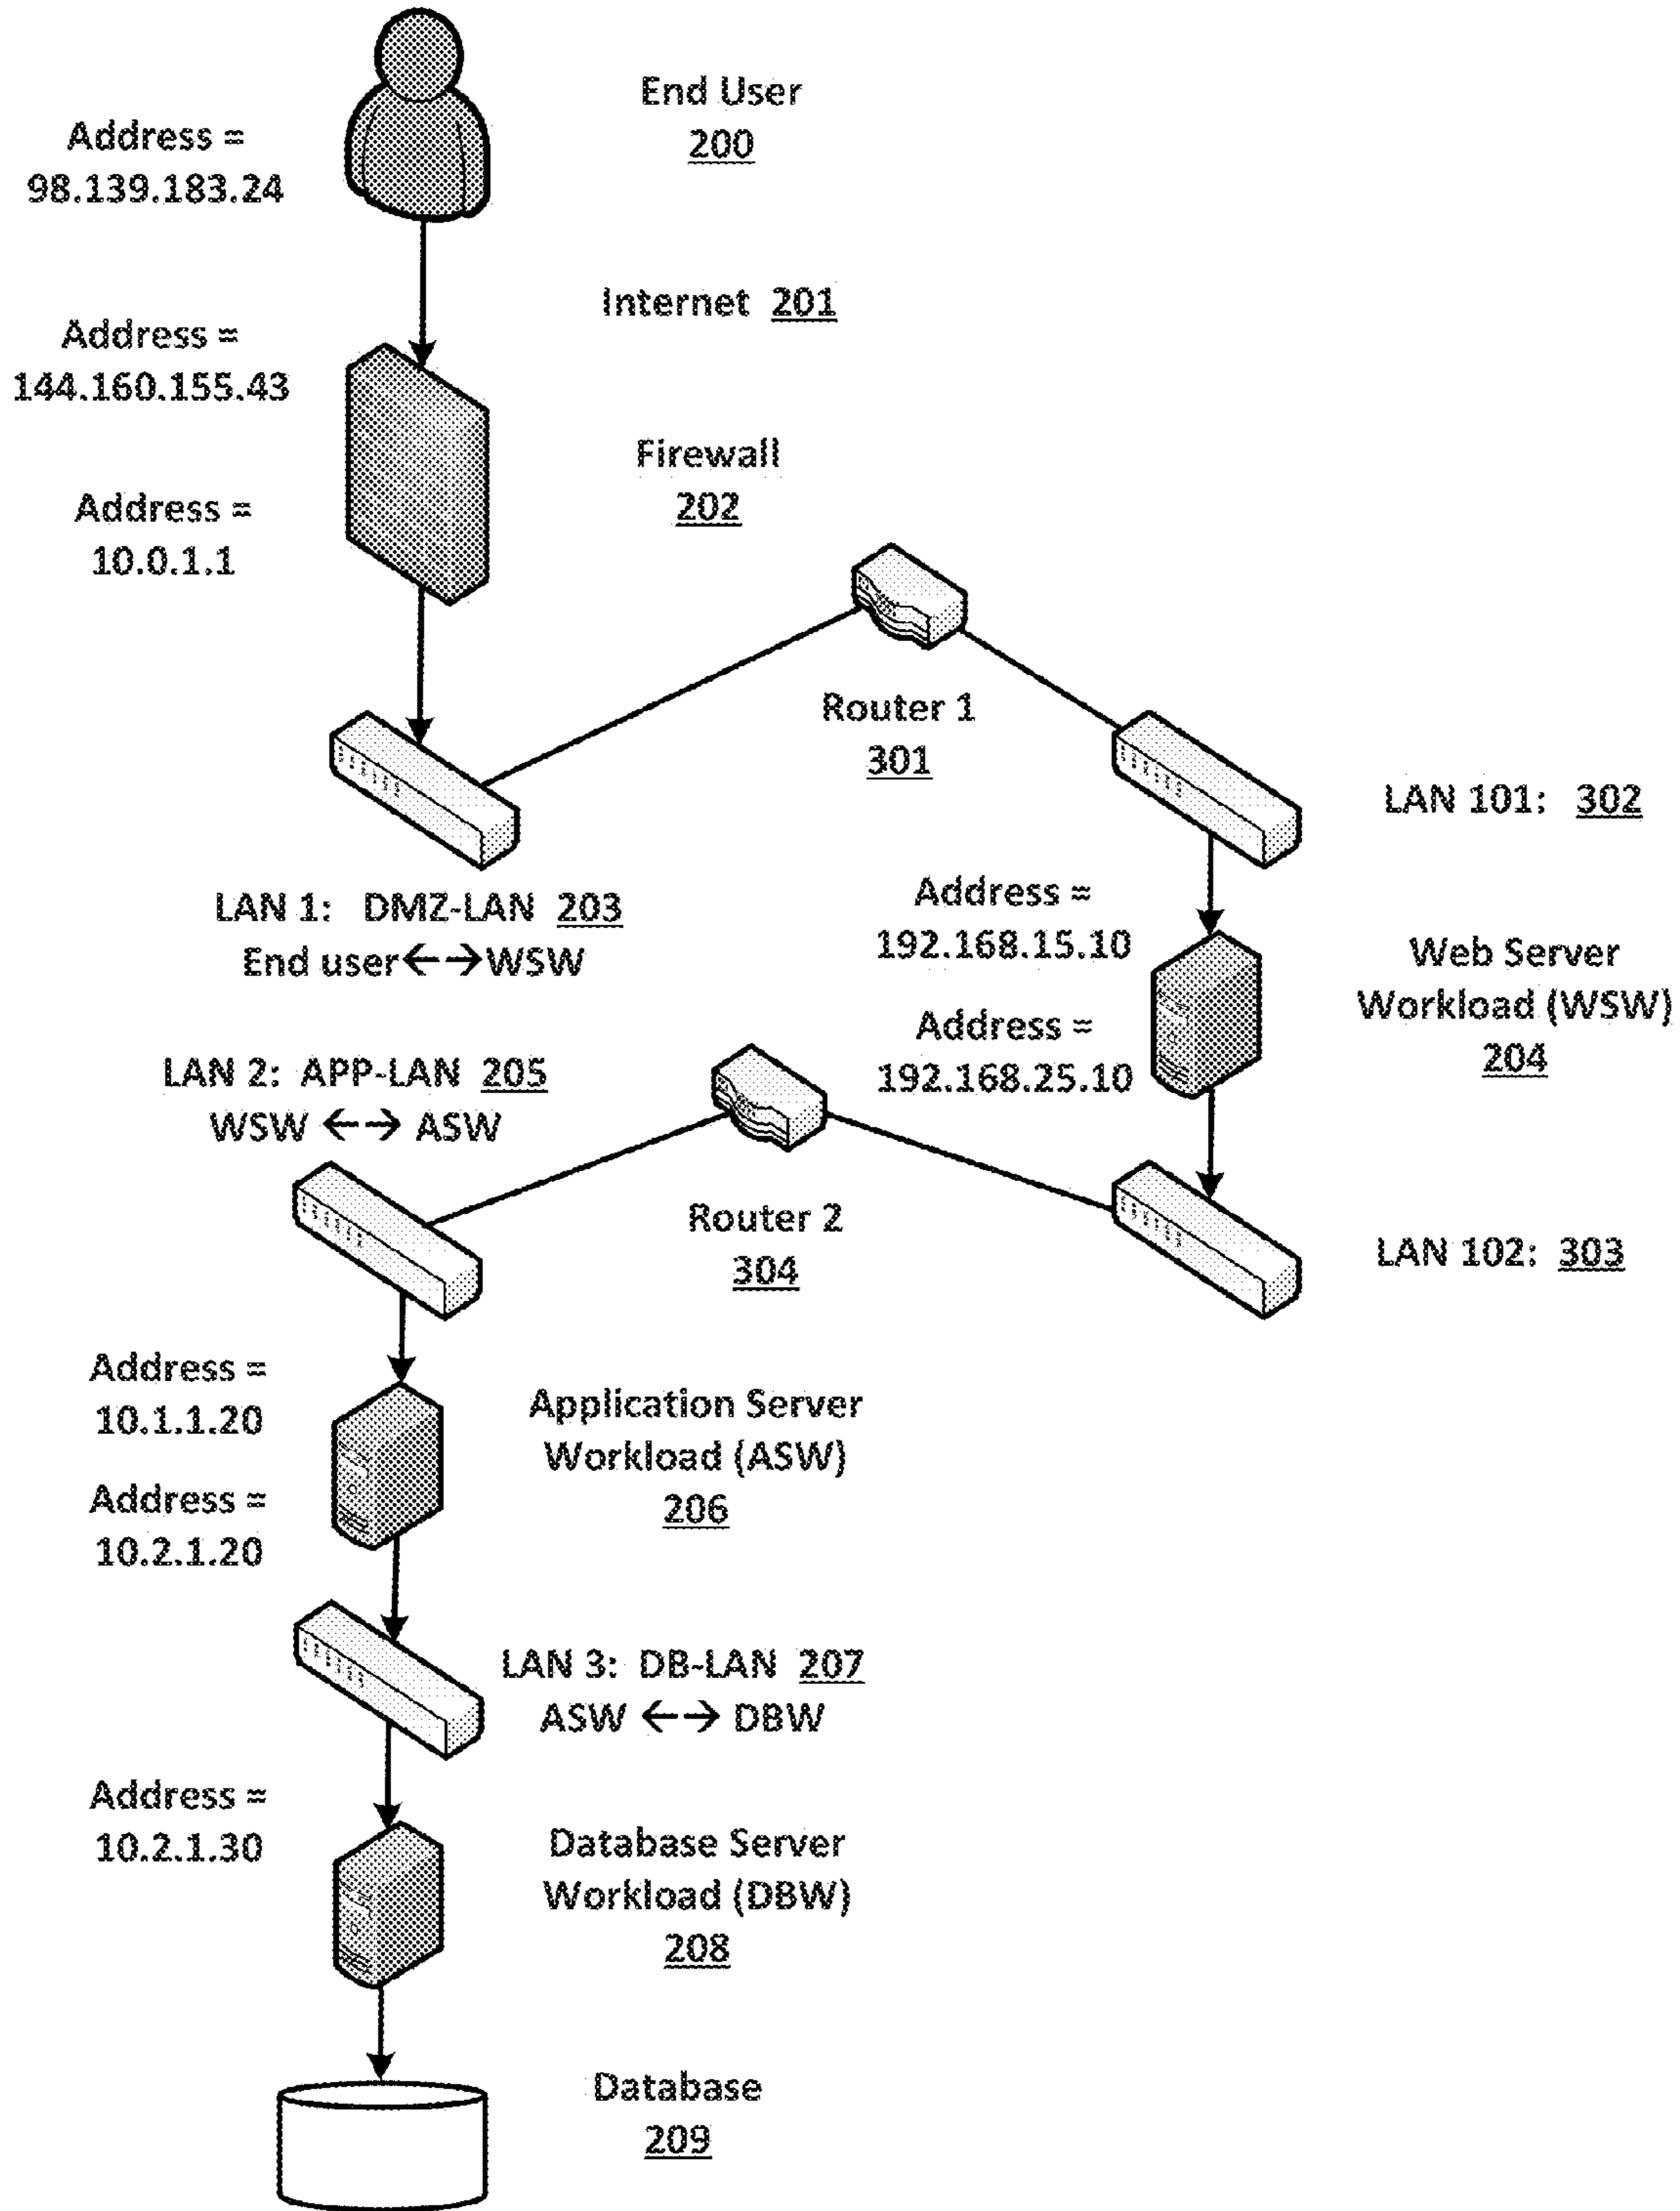 End User
200
Address =
98.139.183.24
Internet 201
Address =
144.160.155.43
Firewall
202
Address =
10.0.1.1
Router 1
301
LAN 101: 302
LAN 1: DMZ-LAN 203
End user ←→ WSW
Address =
192.168.15.10
Web Server
Workload (WSW)
204
Address =
192.168.25.10
LAN 2: APP-LAN 205
WSW ←→ ASW
Router 2
304
LAN 102: 303
Address =
10.1.1.20
Application Server
Workload (ASW)
206
Address =
10.2.1.20
LAN 3: DB-LAN 207
ASW ←→ DBW
Address =
10.2.1.30
Database Server
Workload (DBW)
208
Database
209